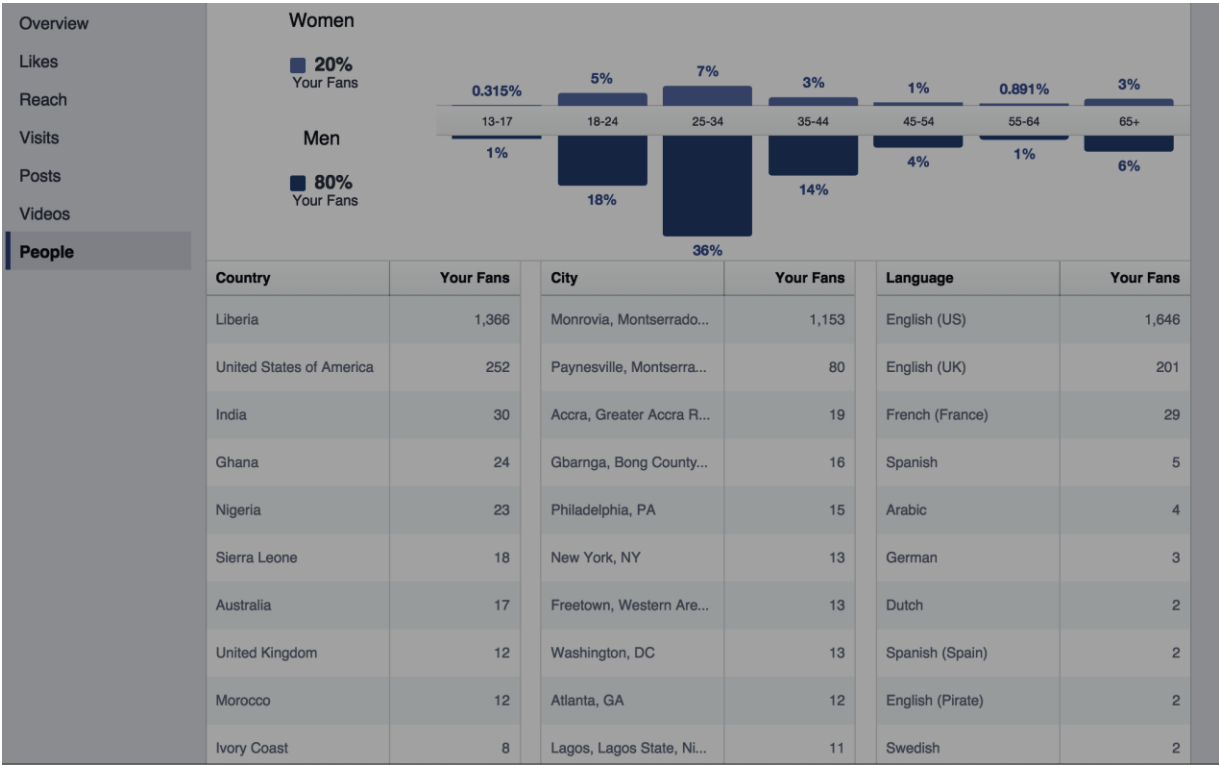 Overview
Likes
Reach
Visits
Posts
Videos
People
Women
20%
Your Fans
Men
80%
Your Fans
0.315% 5% 7% 3% 1% 0.891% 3%
13-17 18-24 25-34 35-44 45-54 55-64 65+
1% 18% 36% 14% 4% 1% 6%
Country Your Fans City Your Fans Language Your Fans
Liberia 1,366 Monrovia, Montserrado... 1,153 English (US) 1,646
United States of America 252 Paynesville, Montserra... 80 English (UK) 201
India 30 Accra, Greater Accra R... 19 French (France) 29
Ghana 24 Gbarnga, Bong County... 16 Spanish 5
Nigeria 23 Philadelphia, PA 15 Arabic 4
Sierra Leone 18 New York, NY 13 German 3
Australia 17 Freetown, Western Are... 13 Dutch 2
United Kingdom 12 Washington, DC 13 Spanish (Spain) 2
Morocco 12 Atlanta, GA 12 English (Pirate) 2
Ivory Coast 8 Lagos, Lagos State, Ni... 11 Swedish 2